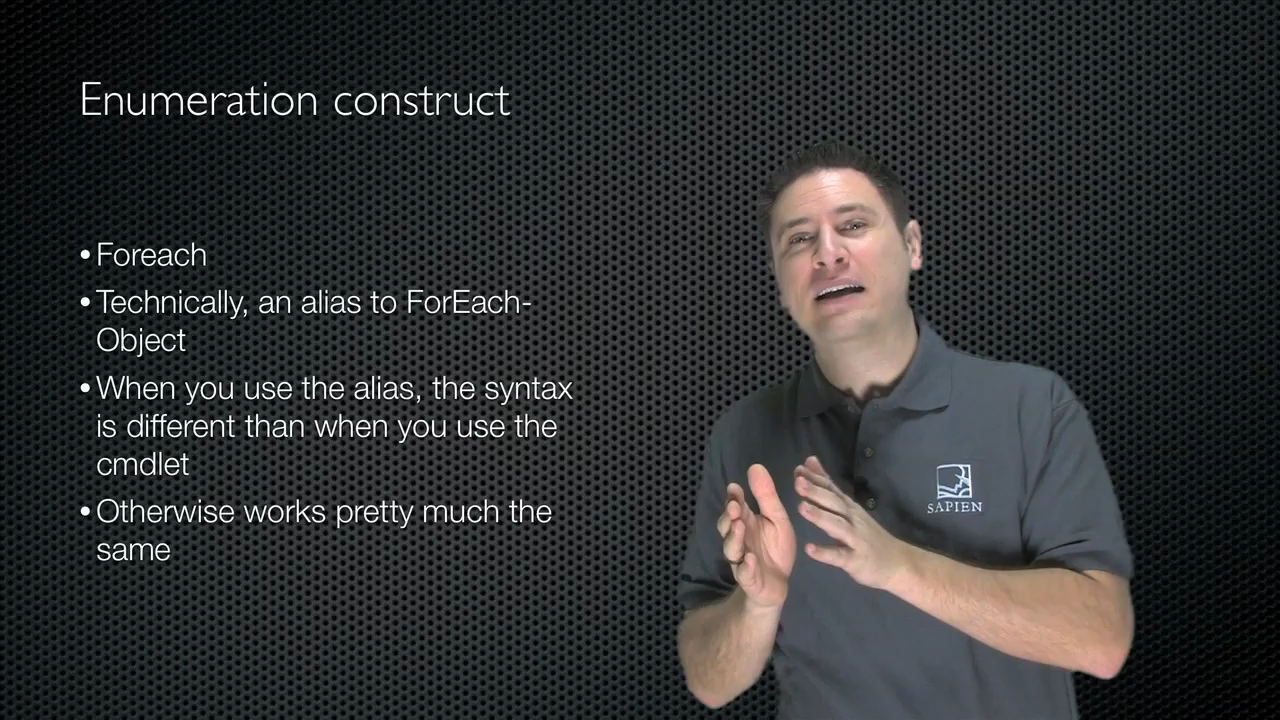 Enumeration construct
•Foreach
•Technically, an alias to ForEach-
Object
•When you use the alias, the syntax
is different than when you use the
cmdlet
•Otherwise works pretty much the
same
SAPIEN